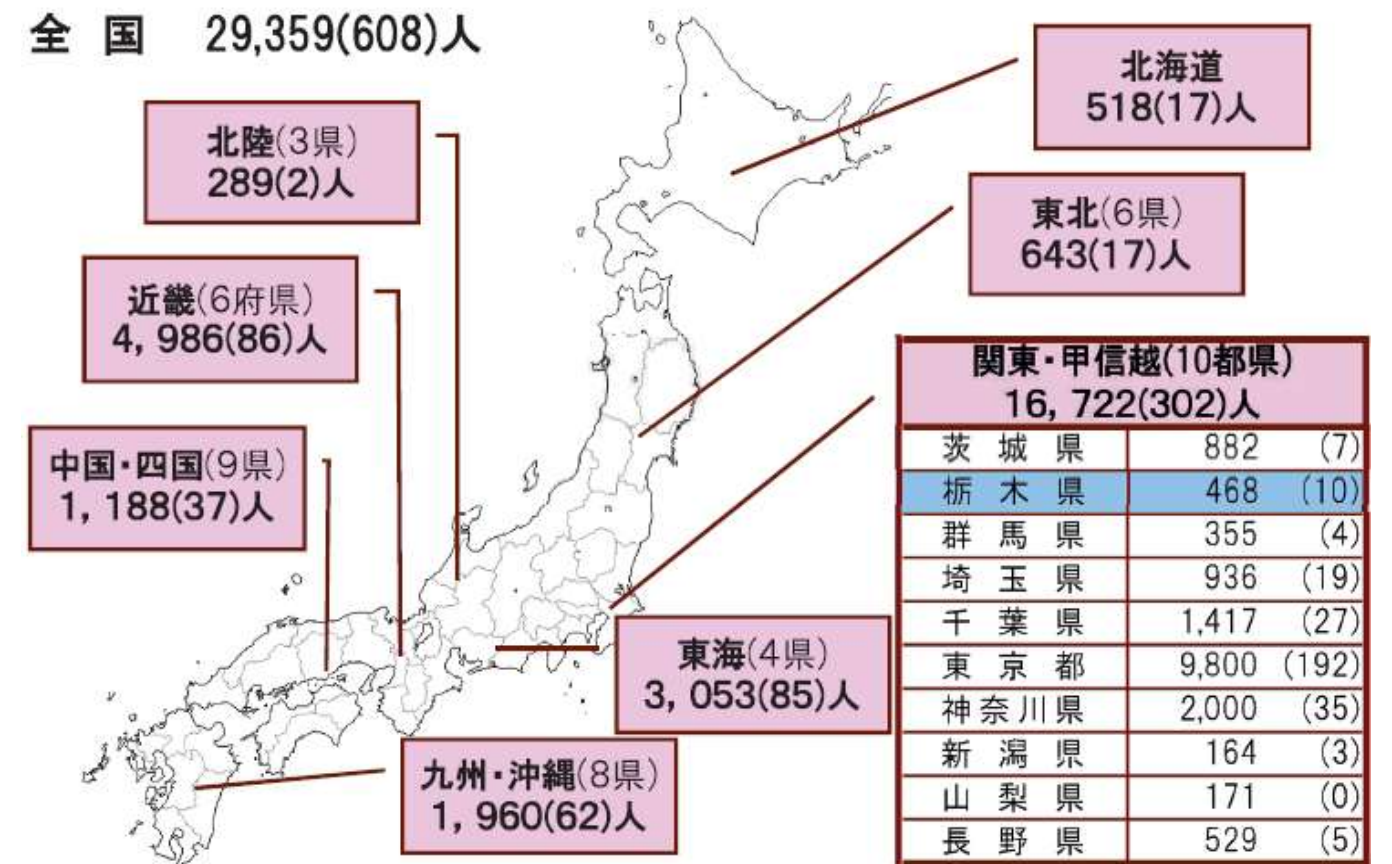 全 国 29,359(608)人
北海道
518(17)人
北陸(3県)
289(2)人
東北(6県)
643(17)人
近畿(6府県)
4, 986(86)人
関東・甲信越(10都県)
16, 722(302)人
茨 城 県 882 (7)
栃 木 県 468 (10)
群 馬 県 355 (4)
埼 玉 県 936 (19)
千 葉 県 1,417 (27)
東 京 都 9,800 (192)
神奈川県 2,000 (35)
新 潟 県 164 (3)
山 梨 県 171 (0)
長 野 県 529 (5)
中国・四国(9県)
1, 188(37)人
東海(4県)
3, 053(85)人
九州・沖縄(8県)
1, 960(62)人